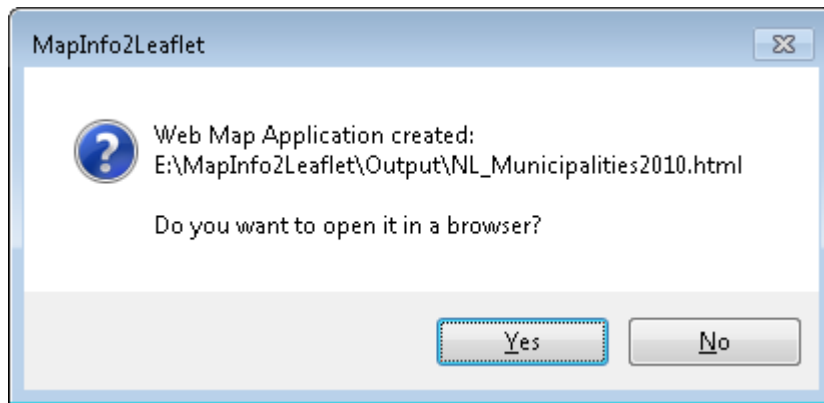 MapInfo2Leaflet
Web Map Application created:
E:\MapInfo2Leaflet\Output\NL_Municipalities2010.html
Do you want to open it in a browser?
Yes
No